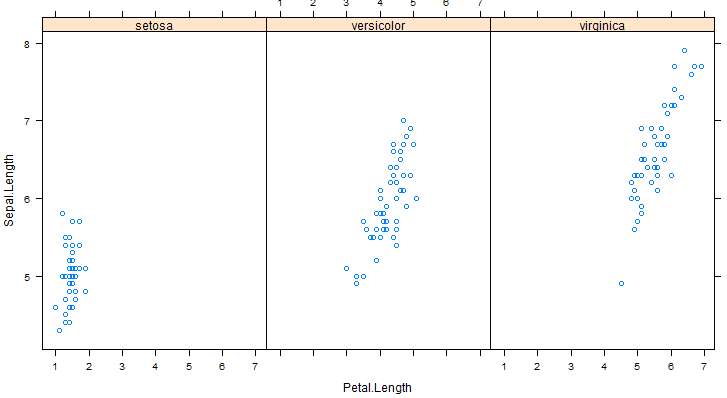 1 2 3 4 5 6 7
setosa versicolor virginica
8
7
6
5
Sepal.Length
1 2 3 4 5 6 7 1 2 3 4 5 6 7
Petal.Length